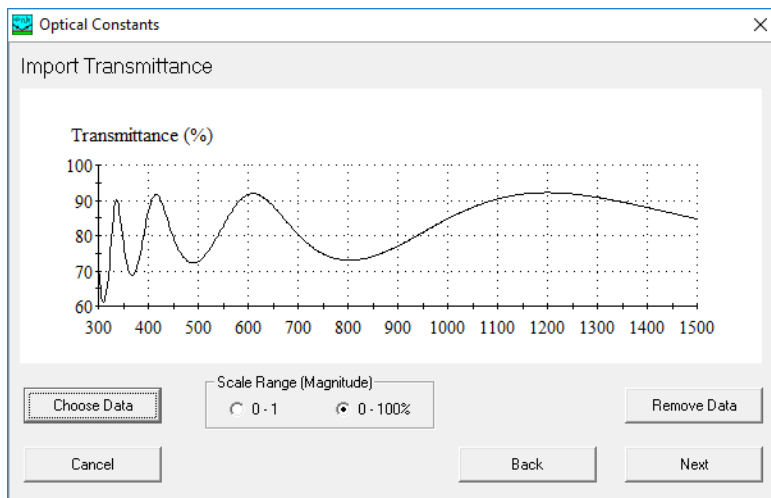 Optical Constants
Import Transmittance
Transmittance (%)
100
90
80
70
60
300 400 500 600 700 800 900 1000 1100 1200 1300 1400 1500
Scale Range (Magnitude)
Choose Data 0 - 1 0 - 100% Remove Data
Cancel Back Next